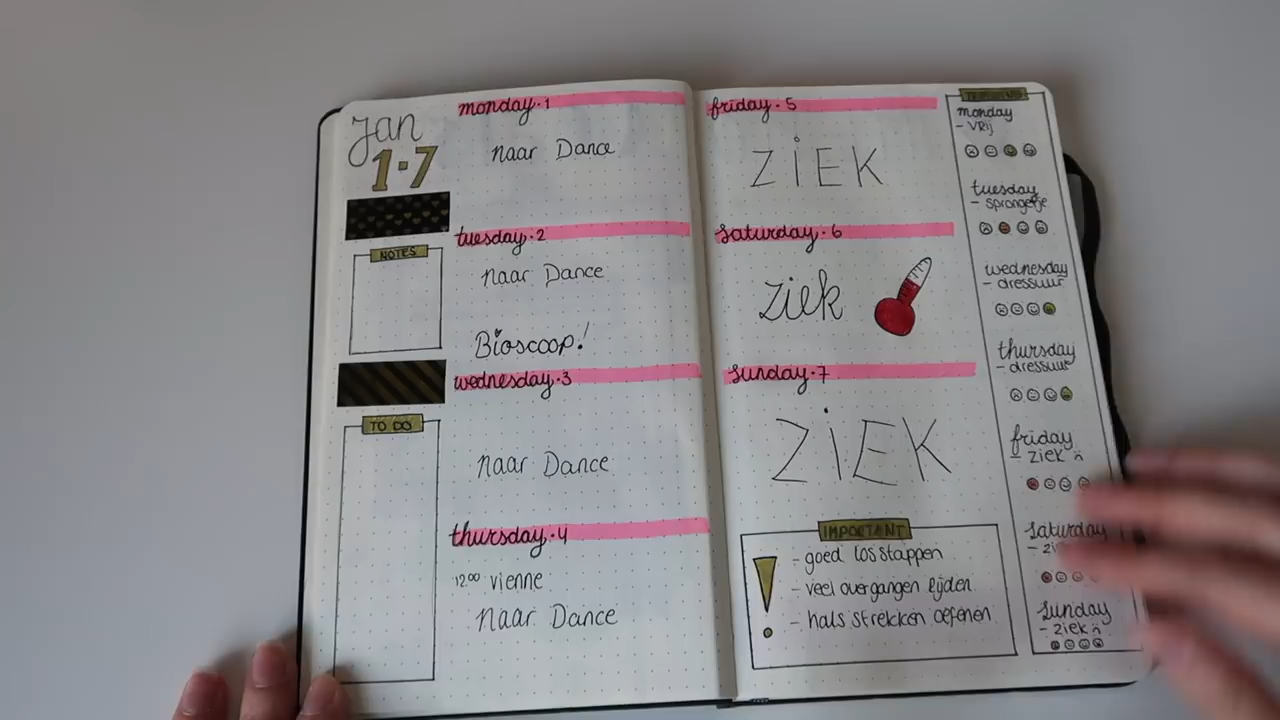 Jan
1·7
NOTES
TO DO
monday·1
naar Dance
tuesday·2
naar Dance
Bioscoop!
wednesday·3
naar Dance
thursday·4
12:00 vienne
naar Dance
friday·5
ZiEK
saturday·6
ziek
sunday·7
ZiEK
IMPORTANT
!
- goed losstappen
- veel overgangen rijden
- hals strekken oefenen
monday
- vrij
tuesday
- sprongetje
wednesday
- dressuur
thursday
- dressuur
friday
- ziek
saturday
sunday
- ziek